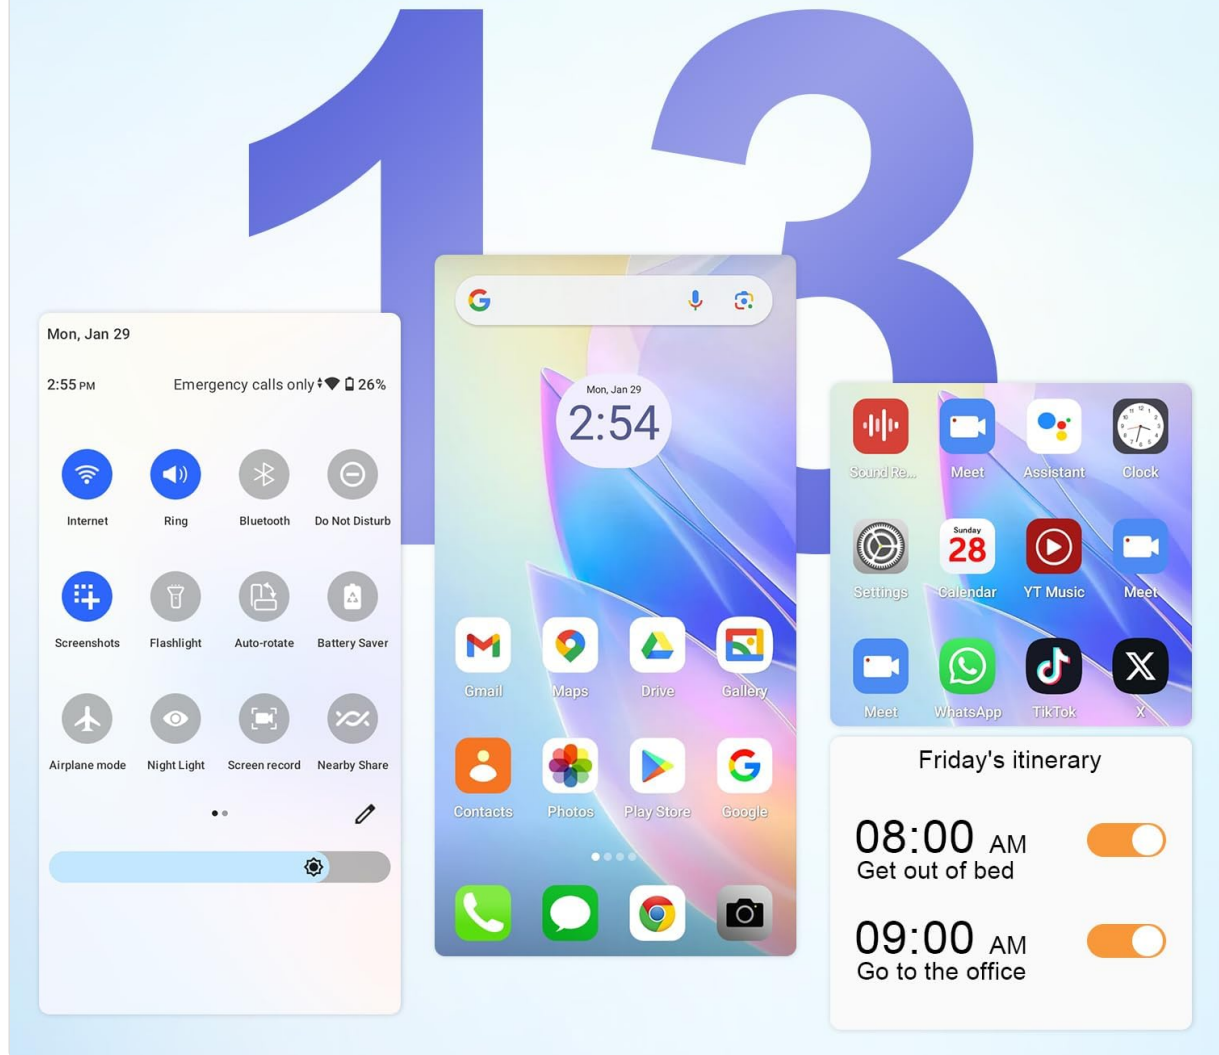 13
Mon, Jan 29
2:55 PM
Emergency calls only
26%
Internet
Ring
Bluetooth
Do Not Disturb
Screenshots
Flashlight
Auto-rotate
Battery Saver
Airplane mode
Night Light
Screen record
Nearby Share
G
Mon, Jan 29
2:54
Gmail
Maps
Drive
Gallery
Contacts
Photos
Play Store
Google
Sound Re...
Meet
Assistant
Clock
Settings
Sunday
28
Calendar
YT Music
Meet
Meet
WhatsApp
TikTok
X
Friday's itinerary
08:00 AM
Get out of bed
09:00 AM
Go to the office